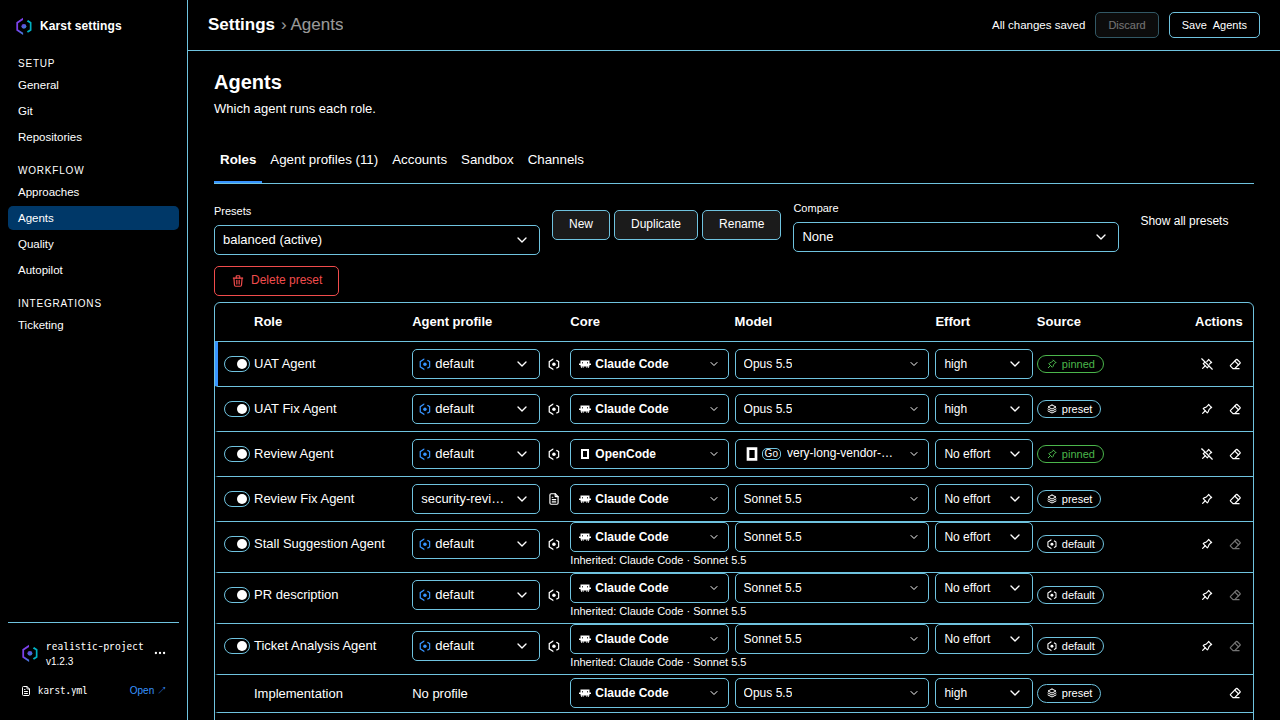 Karst settings
Settings › Agents
All changes saved
Discard
Save Agents
SETUP
General
Git
Repositories
WORKFLOW
Approaches
Agents
Quality
Autopilot
INTEGRATIONS
Ticketing
realistic-project
v1.2.3
karst.yml
Open ↗
Agents
Which agent runs each role.
Roles Agent profiles (11) Accounts Sandbox Channels
Presets
balanced (active)
New Duplicate Rename
Compare
None
Show all presets
Delete preset
Role Agent profile Core Model Effort Source Actions
UAT Agent default Claude Code Opus 5.5 high pinned
UAT Fix Agent default Claude Code Opus 5.5 high preset
Review Agent default OpenCode Go very-long-vendor-… No effort pinned
Review Fix Agent security-revi… Claude Code Sonnet 5.5 No effort preset
Stall Suggestion Agent default Claude Code Sonnet 5.5 No effort default
Inherited: Claude Code · Sonnet 5.5
PR description default Claude Code Sonnet 5.5 No effort default
Inherited: Claude Code · Sonnet 5.5
Ticket Analysis Agent default Claude Code Sonnet 5.5 No effort default
Inherited: Claude Code · Sonnet 5.5
Implementation No profile Claude Code Opus 5.5 high preset